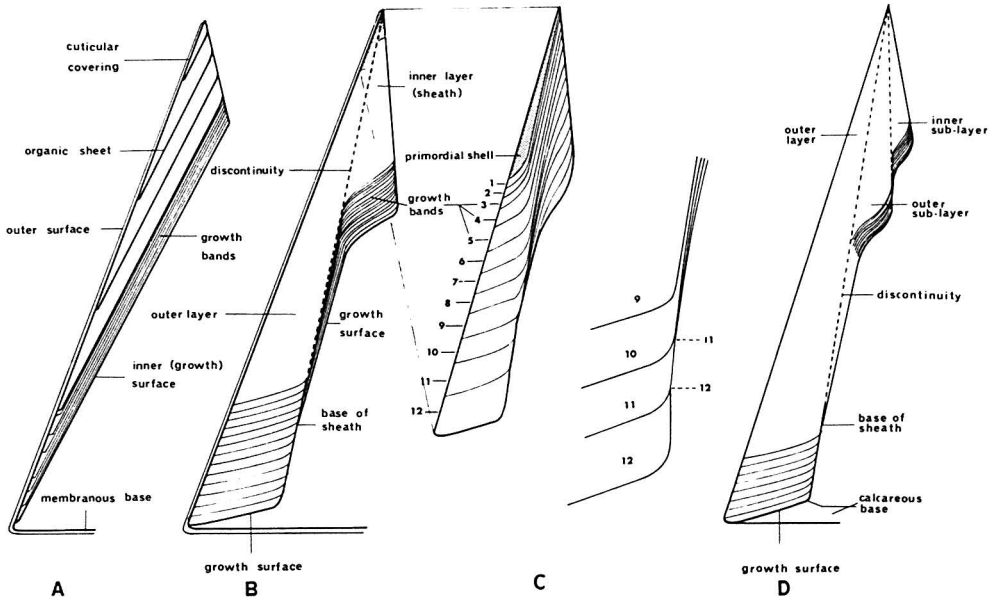 cuticular
covering
organic sheet
outer surface
growth
bands
inner (growth)
surface
membranous base
A
inner layer
(sheath)
discontinuity
growth
bands
outer layer
growth
surface
base of
sheath
growth surface
B
primordial shell
1
2
3
4
5
6
7
8
9
10
11
12
9
10
11
12
11
12
C
outer
layer
inner
sub-layer
outer
sub-layer
discontinuity
base of
sheath
calcareous
base
growth surface
D